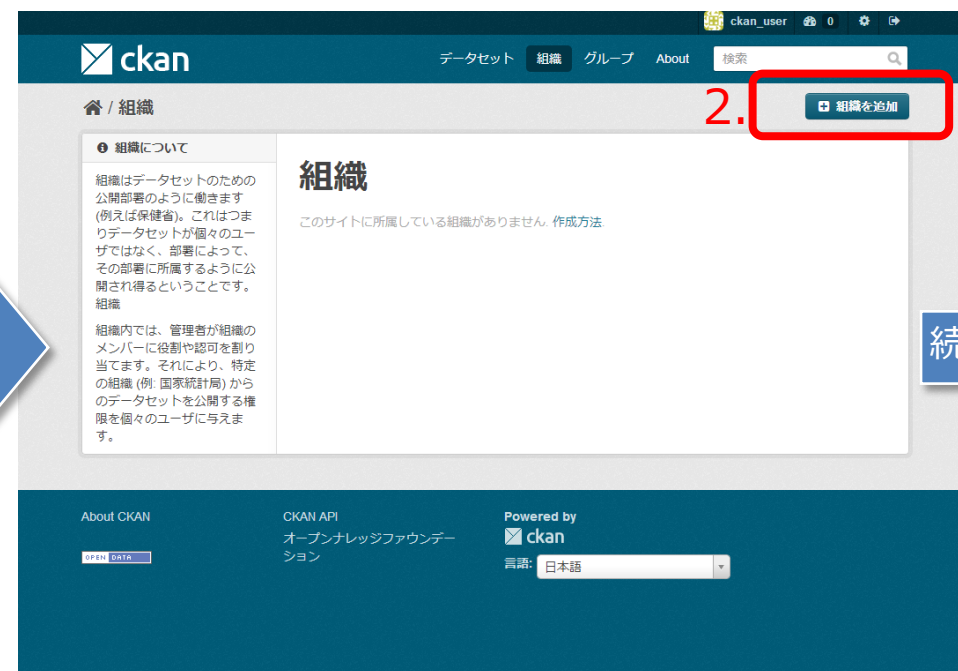 ckan_user 0
ckan
データセット 組織 グループ About 検索
/ 組織
2.
組織を追加
組織について
組織はデータセットのための
公開部署のように働きます
(例えば保健省)。これはつま
りデータセットが個々のユー
ザではなく、部署によって、
その部署に所属するように公
開され得るということです。
組織
組織内では、管理者が組織の
メンバーに役割や認可を割り
当てます。それにより、特定
の組織 (例: 国家統計局) から
のデータセットを公開する権
限を個々のユーザに与えま
す。
組織
このサイトに所属している組織がありません. 作成方法.
続
About CKAN
OPEN DATA
CKAN API
オープンナレッジファウンデー
ション
Powered by
ckan
言語: 日本語